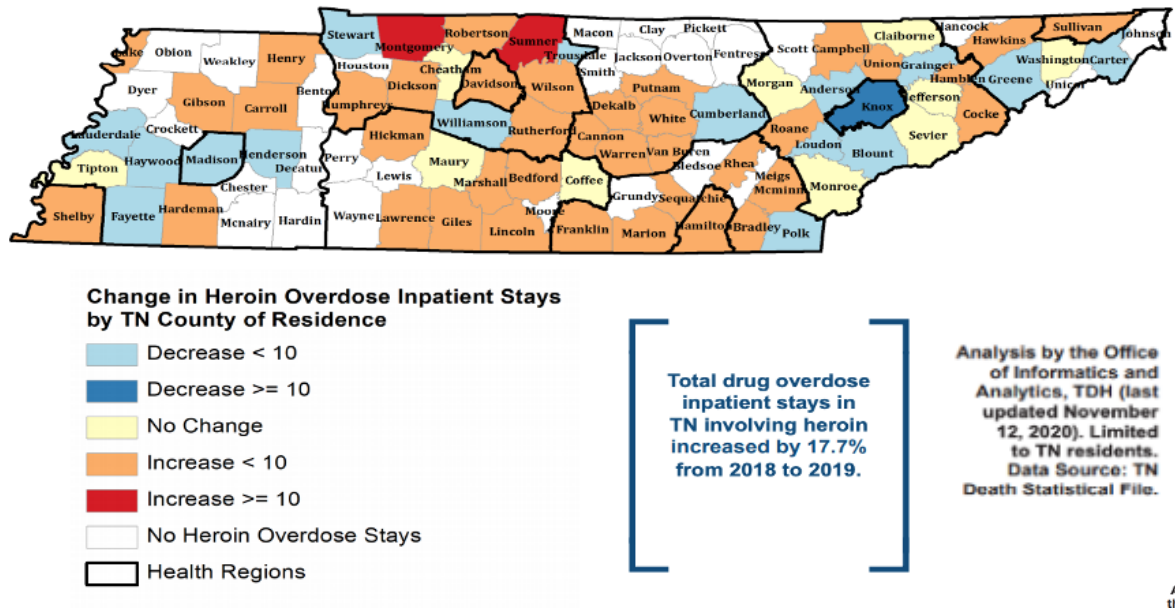 Lake
Obion
Weakley
Henry
Stewart
Montgomery
Robertson
Sumner
Macon
Clay
Pickett
Trousdale
Smith
Jackson
Overton
Fentress
Scott
Campbell
Claiborne
Hancock
Hawkins
Sullivan
Johnson
Union
Grainger
Hamblen
Greene
Washington
Carter
Unicoi
Dyer
Gibson
Carroll
Benton
Houston
Humphreys
Dickson
Cheatham
Davidson
Wilson
Dekalb
Putnam
White
Cumberland
Morgan
Anderson
Knox
Jefferson
Cocke
Sevier
Lauderdale
Crockett
Haywood
Madison
Henderson
Decatur
Perry
Hickman
Williamson
Rutherford
Cannon
Warren
Van Buren
Bledsoe
Rhea
Roane
Loudon
Blount
Tipton
Chester
Lewis
Maury
Marshall
Bedford
Coffee
Grundy
Sequatchie
Meigs
Mcminn
Monroe
Shelby
Fayette
Hardeman
Mcnairy
Hardin
Wayne
Lawrence
Giles
Lincoln
Moore
Franklin
Marion
Hamilton
Bradley
Polk
Change in Heroin Overdose Inpatient Stays
by TN County of Residence
Decrease < 10
Decrease >= 10
No Change
Increase < 10
Increase >= 10
No Heroin Overdose Stays
Health Regions
Total drug overdose
inpatient stays in
TN involving heroin
increased by 17.7%
from 2018 to 2019.
Analysis by the Office
of Informatics and
Analytics, TDH (last
updated November
12, 2020). Limited
to TN residents.
Data Source: TN
Death Statistical File.